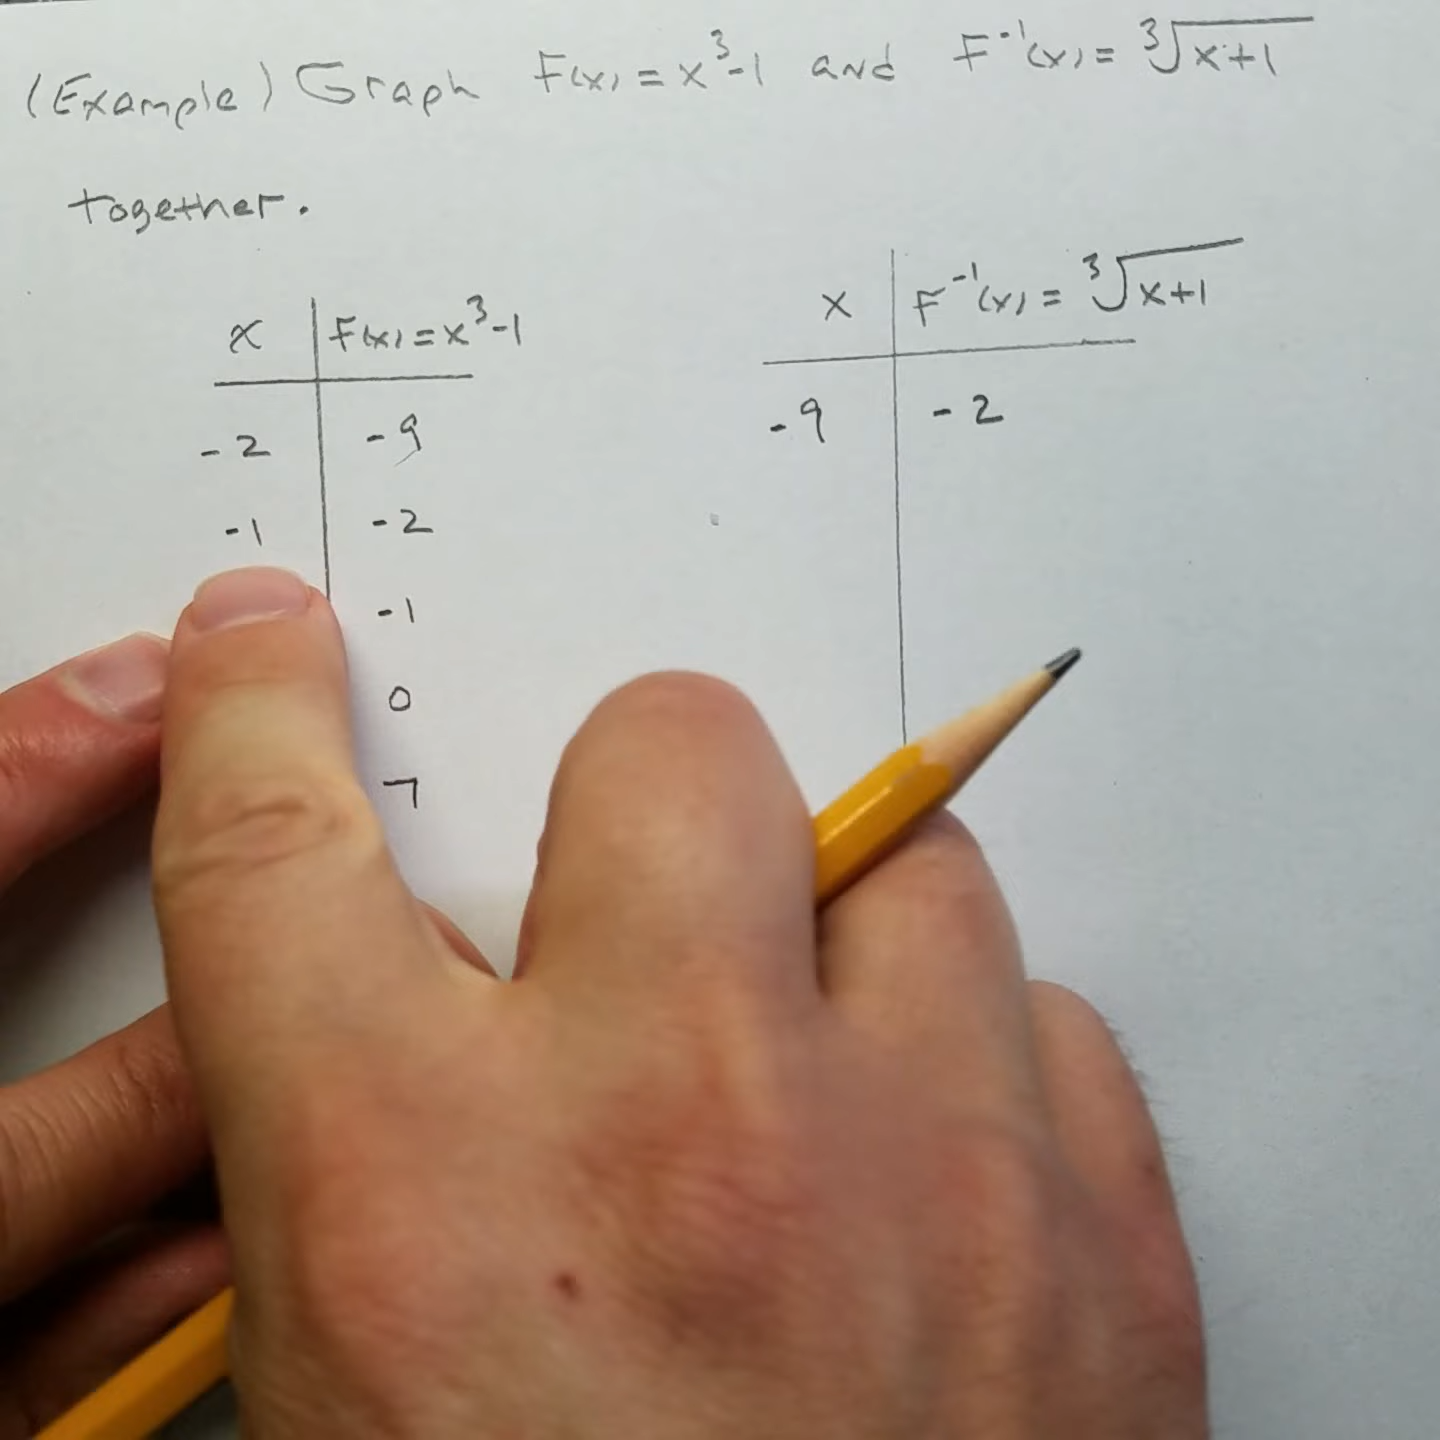 (Example) Graph F(x) = x³-1 and F⁻¹(x) = ∛x+1
together.
x | F(x) = x³-1
-2 | -9
-1 | -2
-1
0
7
x | F⁻¹(x) = ∛x+1
-9 | -2